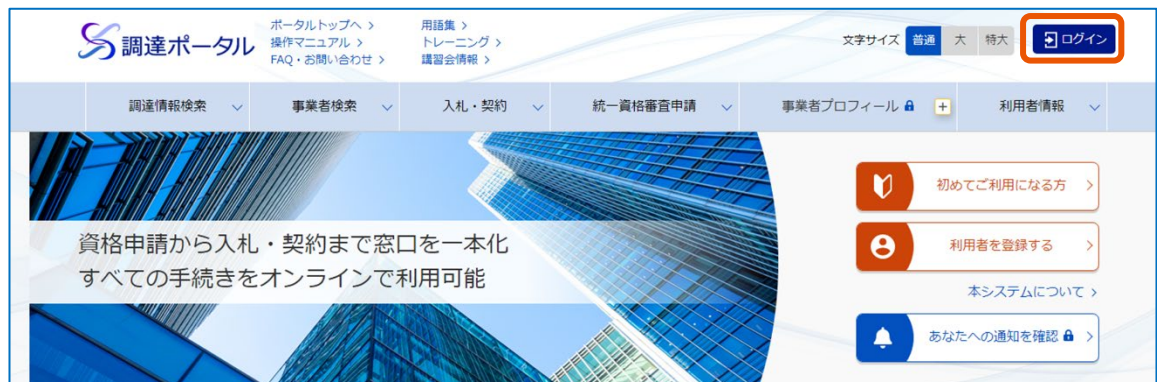 調達ポータル
ポータルトップへ >
操作マニュアル >
FAQ・お問い合わせ >
用語集 >
トレーニング >
講習会情報 >
文字サイズ 普通 大 特大
ログイン
調達情報検索 事業者検索 入札・契約 統一資格審査申請 事業者プロフィール + 利用者情報
資格申請から入札・契約まで窓口を一本化
すべての手続きをオンラインで利用可能
初めてご利用になる方 >
利用者を登録する >
本システムについて >
あなたへの通知を確認 >